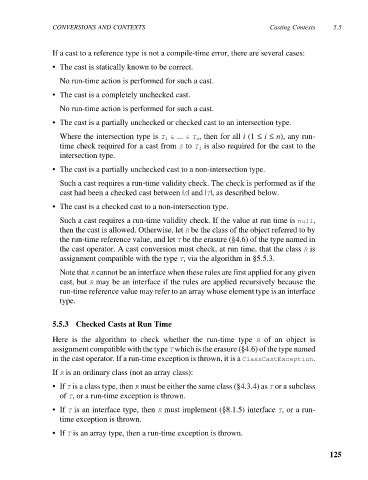 CONVERSIONS AND CONTEXTS Casting Contexts 5.5
If a cast to a reference type is not a compile-time error, there are several cases:
• The cast is statically known to be correct.
No run-time action is performed for such a cast.
• The cast is a completely unchecked cast.
No run-time action is performed for such a cast.
• The cast is a partially unchecked or checked cast to an intersection type.
Where the intersection type is T₁ & ... & Tₙ, then for all i (1 ≤ i ≤ n), any run-
time check required for a cast from S to Tᵢ is also required for the cast to the
intersection type.
• The cast is a partially unchecked cast to a non-intersection type.
Such a cast requires a run-time validity check. The check is performed as if the
cast had been a checked cast between |S| and |T|, as described below.
• The cast is a checked cast to a non-intersection type.
Such a cast requires a run-time validity check. If the value at run time is null,
then the cast is allowed. Otherwise, let R be the class of the object referred to by
the run-time reference value, and let T be the erasure (§4.6) of the type named in
the cast operator. A cast conversion must check, at run time, that the class R is
assignment compatible with the type T, via the algorithm in §5.5.3.
Note that R cannot be an interface when these rules are first applied for any given
cast, but R may be an interface if the rules are applied recursively because the
run-time reference value may refer to an array whose element type is an interface
type.
5.5.3 Checked Casts at Run Time
Here is the algorithm to check whether the run-time type R of an object is
assignment compatible with the type T which is the erasure (§4.6) of the type named
in the cast operator. If a run-time exception is thrown, it is a ClassCastException.
If R is an ordinary class (not an array class):
• If T is a class type, then R must be either the same class (§4.3.4) as T or a subclass
of T, or a run-time exception is thrown.
• If T is an interface type, then R must implement (§8.1.5) interface T, or a run-
time exception is thrown.
• If T is an array type, then a run-time exception is thrown.
125